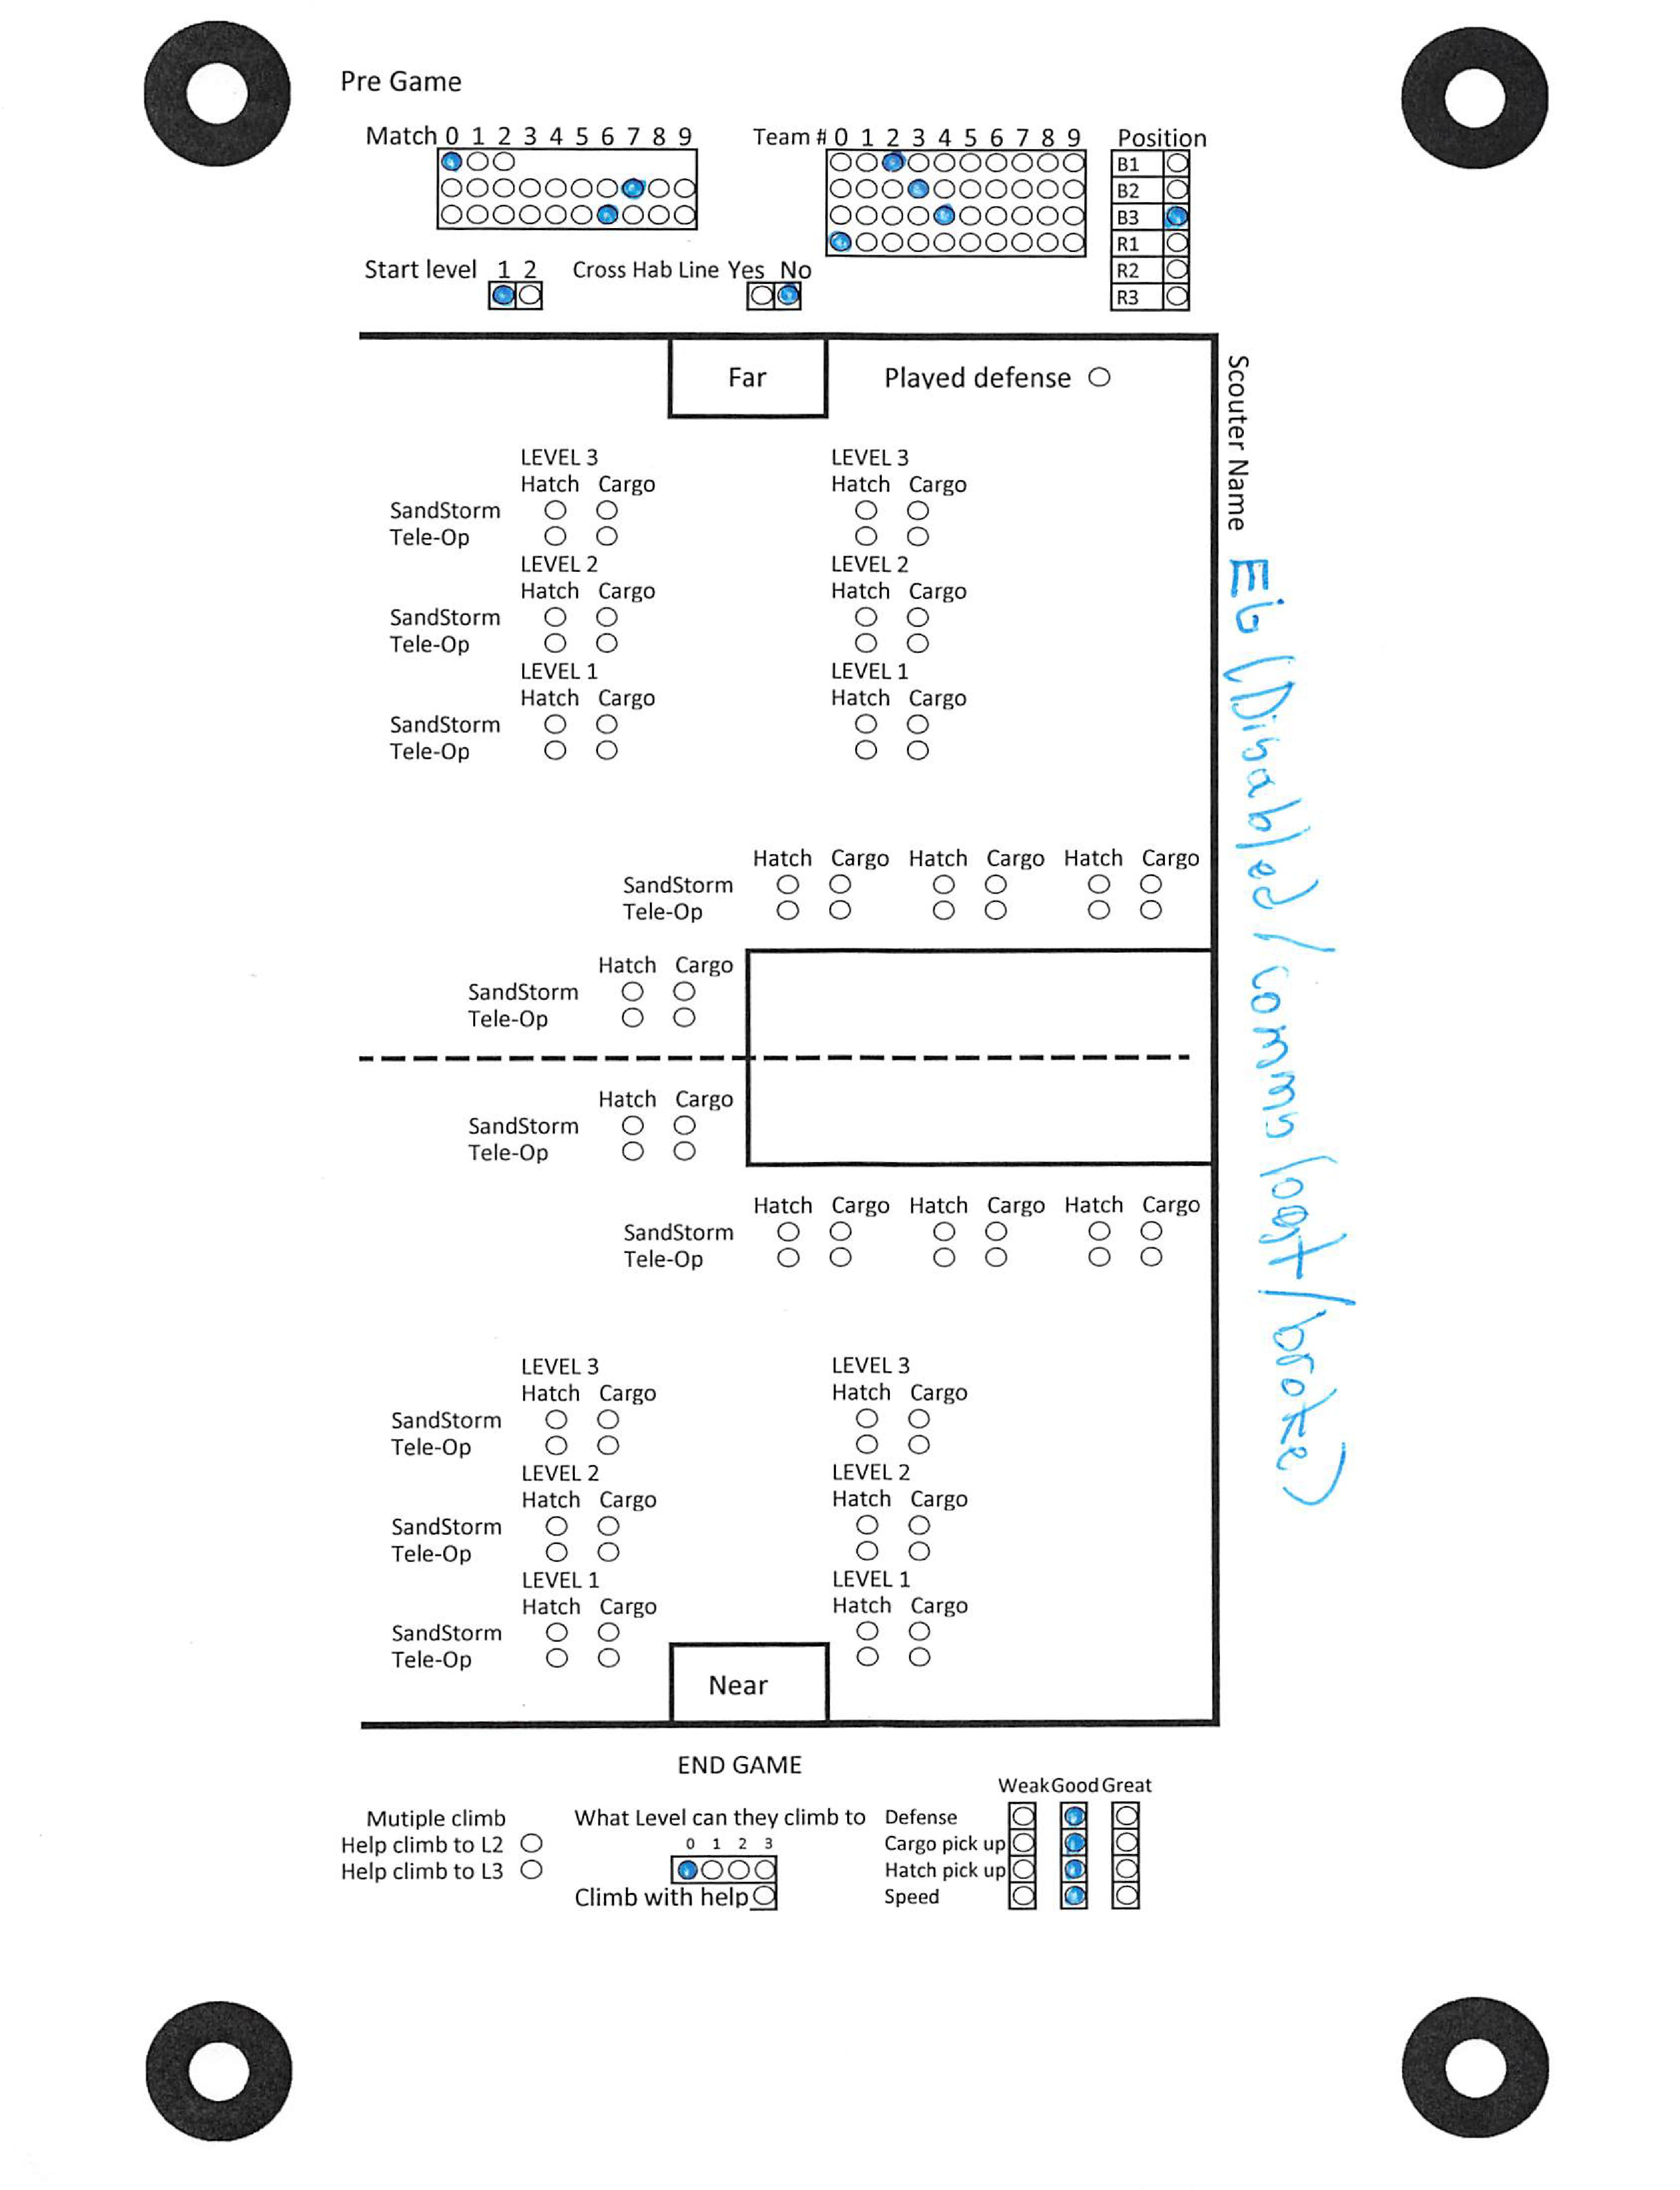 Pre Game
Match 0 1 2 3 4 5 6 7 8 9
Team # 0 1 2 3 4 5 6 7 8 9
Position
B1
B2
B3
R1
R2
R3
Start level 1 2
Cross Hab Line Yes No
Far
Played defense
Scouter Name
(Disabled/comms lost/broke)
LEVEL 3 LEVEL 3
Hatch Cargo Hatch Cargo
SandStorm
Tele-Op
LEVEL 2 LEVEL 2
Hatch Cargo Hatch Cargo
SandStorm
Tele-Op
LEVEL 1 LEVEL 1
Hatch Cargo Hatch Cargo
SandStorm
Tele-Op
Hatch Cargo Hatch Cargo Hatch Cargo
SandStorm
Tele-Op
Hatch Cargo
SandStorm
Tele-Op
Hatch Cargo
SandStorm
Tele-Op
Hatch Cargo Hatch Cargo Hatch Cargo
SandStorm
Tele-Op
LEVEL 3 LEVEL 3
Hatch Cargo Hatch Cargo
SandStorm
Tele-Op
LEVEL 2 LEVEL 2
Hatch Cargo Hatch Cargo
SandStorm
Tele-Op
LEVEL 1 LEVEL 1
Hatch Cargo Hatch Cargo
SandStorm
Tele-Op
Near
END GAME
Mutiple climb
Help climb to L2
Help climb to L3
What Level can they climb to
0 1 2 3
Climb with help
Weak Good Great
Defense
Cargo pick up
Hatch pick up
Speed